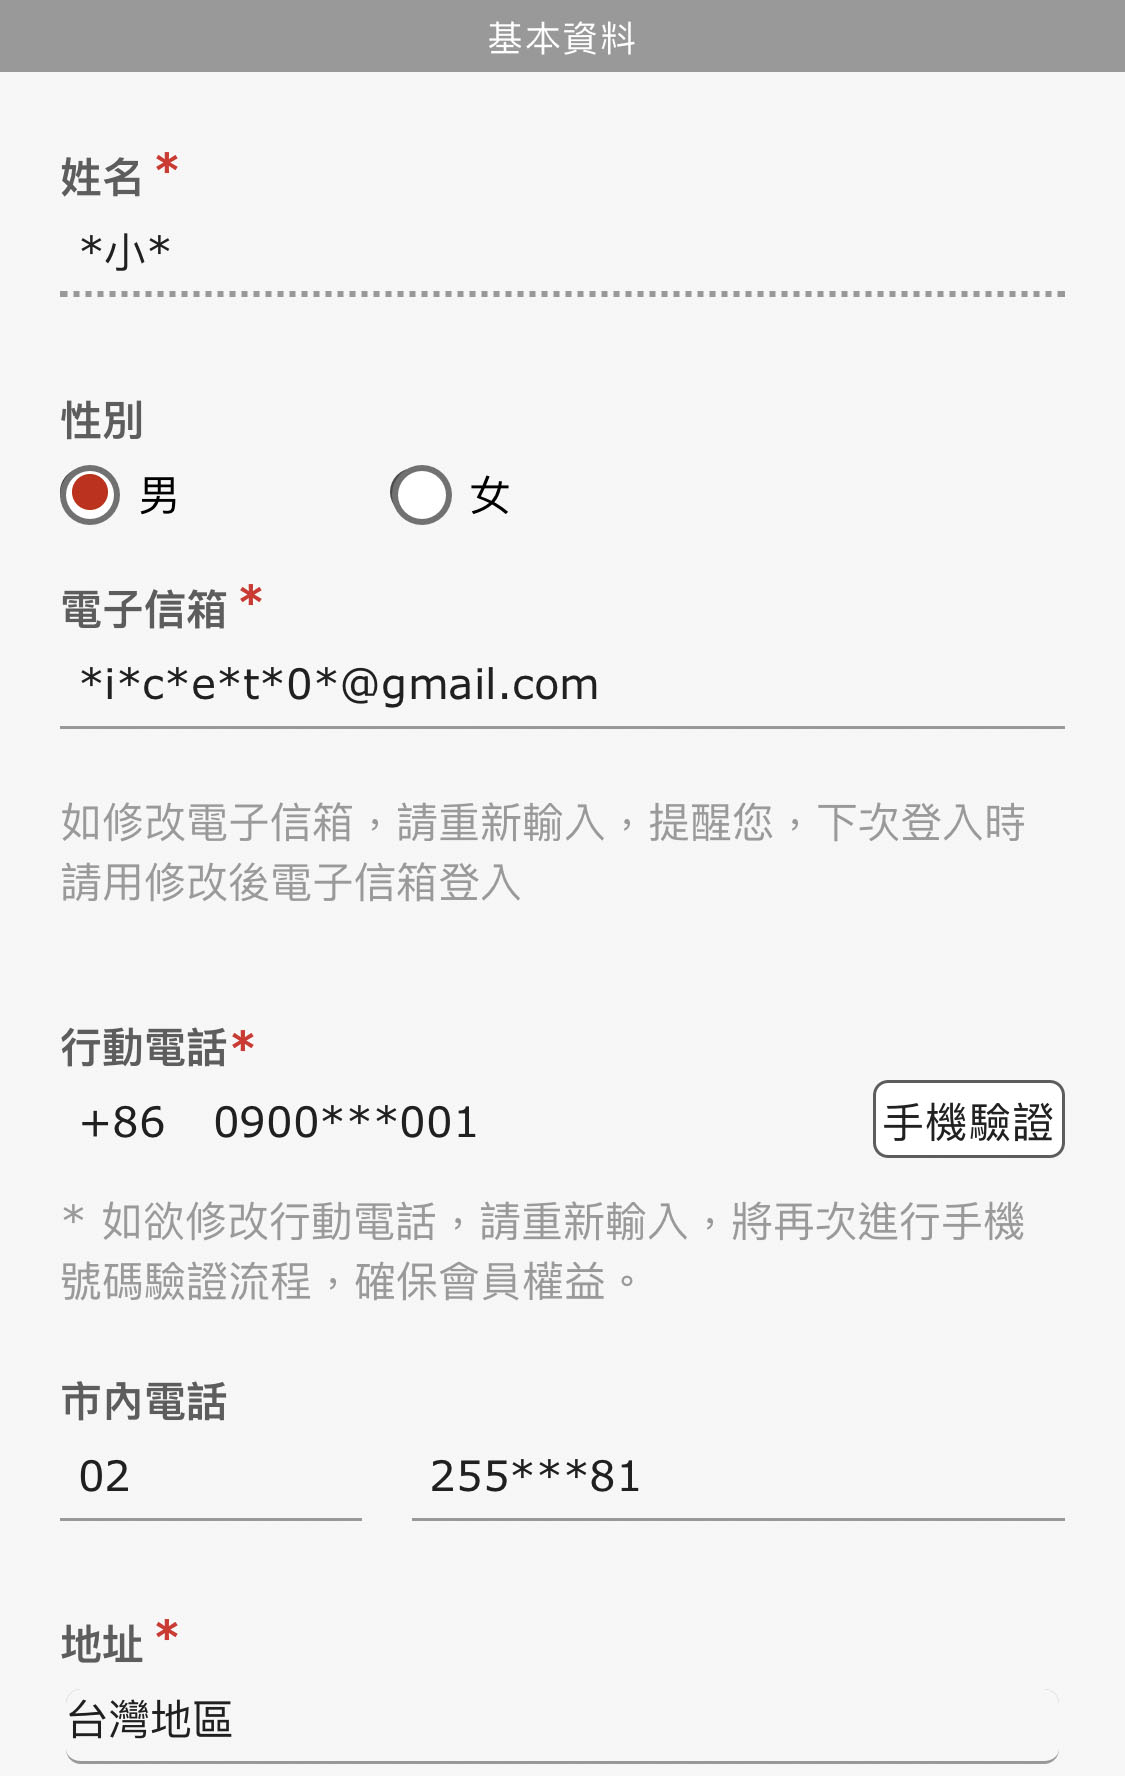 基本資料
姓名 *
*小*
性別
男 女
電子信箱 *
*i*c*e*t*0*@gmail.com
如修改電子信箱，請重新輸入，提醒您，下次登入時
請用修改後電子信箱登入
行動電話*
+86 0900***001 手機驗證
* 如欲修改行動電話，請重新輸入，將再次進行手機
號碼驗證流程，確保會員權益。
市內電話
02 255***81
地址 *
台灣地區